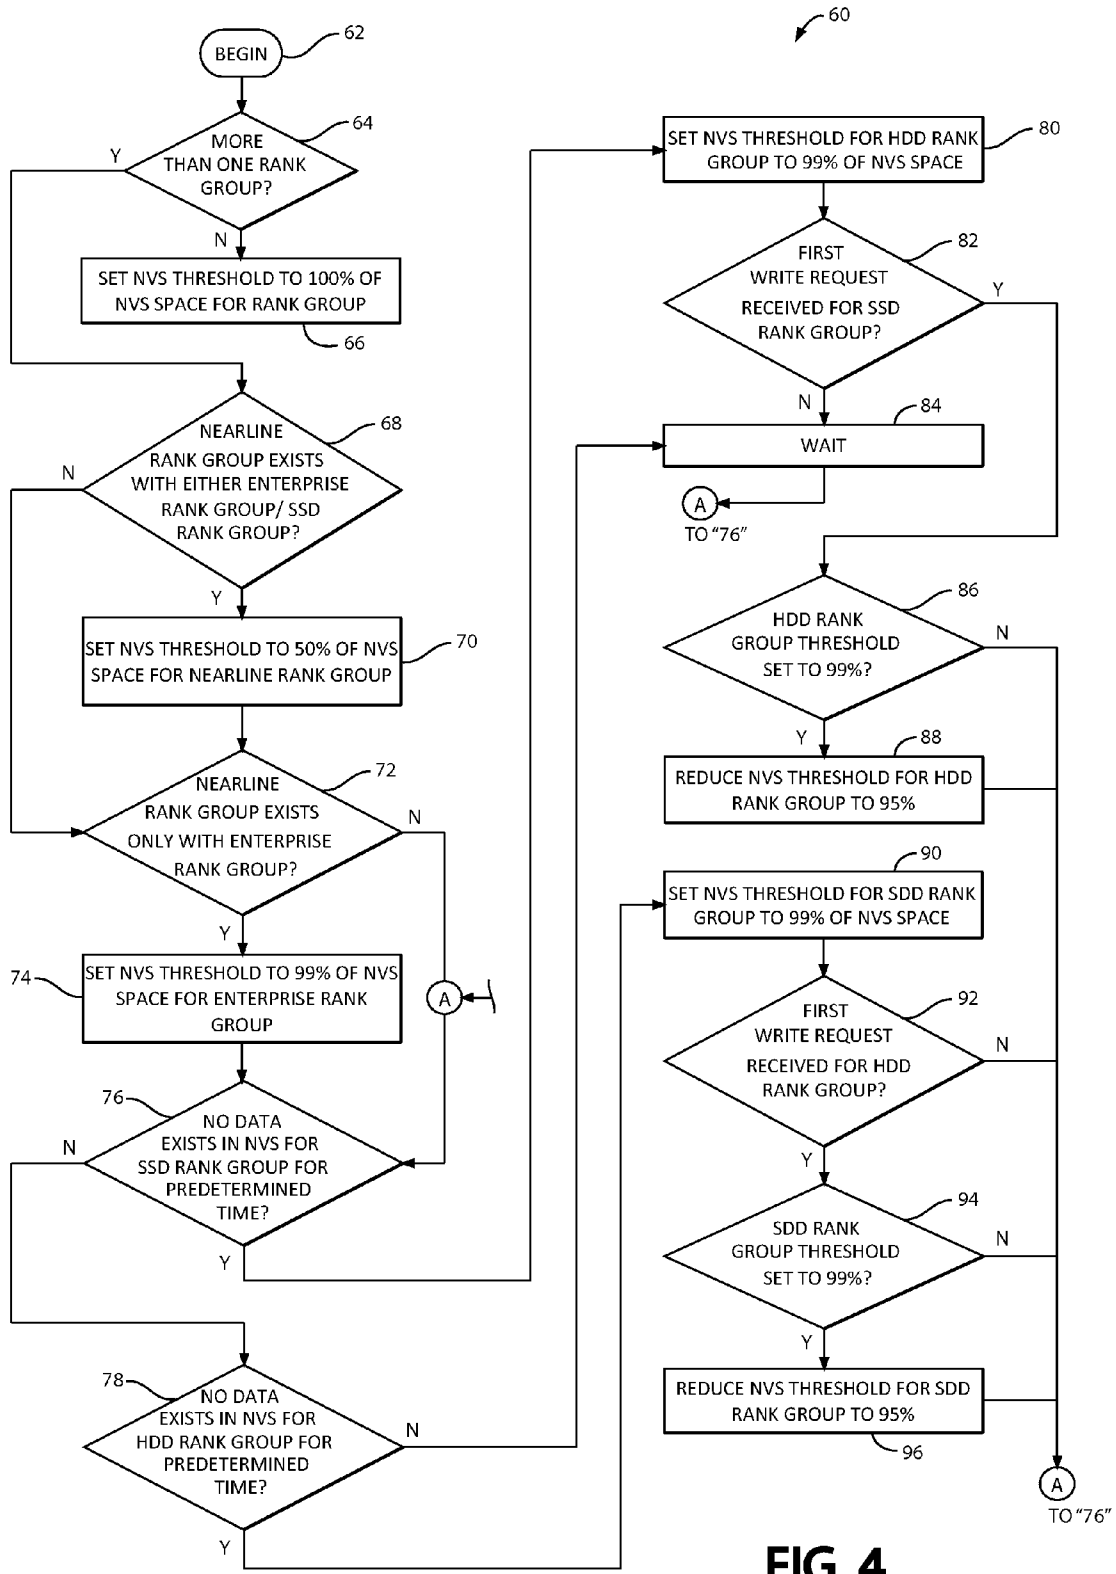 60
BEGIN
62
MORE
THAN ONE RANK
GROUP?
64
Y
N
SET NVS THRESHOLD TO 100% OF
NVS SPACE FOR RANK GROUP
66
NEARLINE
RANK GROUP EXISTS
WITH EITHER ENTERPRISE
RANK GROUP/ SSD
RANK GROUP?
68
N
Y
SET NVS THRESHOLD TO 50% OF NVS
SPACE FOR NEARLINE RANK GROUP
70
NEARLINE
RANK GROUP EXISTS
ONLY WITH ENTERPRISE
RANK GROUP?
72
N
Y
SET NVS THRESHOLD TO 99% OF NVS
SPACE FOR ENTERPRISE RANK
GROUP
74
A
NO DATA
EXISTS IN NVS FOR
SSD RANK GROUP FOR
PREDETERMINED
TIME?
76
N
Y
NO DATA
EXISTS IN NVS FOR
HDD RANK GROUP FOR
PREDETERMINED
TIME?
78
N
Y
SET NVS THRESHOLD FOR HDD RANK
GROUP TO 99% OF NVS SPACE
80
FIRST
WRITE REQUEST
RECEIVED FOR SSD
RANK GROUP?
82
Y
N
84
WAIT
A
TO "76"
HDD RANK
GROUP THRESHOLD
SET TO 99%?
86
N
Y
88
REDUCE NVS THRESHOLD FOR HDD
RANK GROUP TO 95%
90
SET NVS THRESHOLD FOR SDD RANK
GROUP TO 99% OF NVS SPACE
FIRST
WRITE REQUEST
RECEIVED FOR HDD
RANK GROUP?
92
N
Y
SDD RANK
GROUP THRESHOLD
SET TO 99%?
94
N
Y
REDUCE NVS THRESHOLD FOR SDD
RANK GROUP TO 95%
96
A
TO "76"
FIG 4